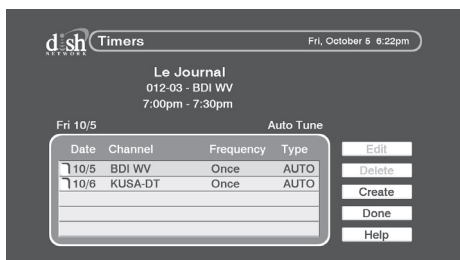 dish
NETWORK
Timers
Fri, October 5 6:22pm
Le Journal
012-03 - BDI WV
7:00pm - 7:30pm
Fri 10/5 Auto Tune
Date Channel Frequency Type
10/5 BDI WV Once AUTO
10/6 KUSA-DT Once AUTO
Edit
Delete
Create
Done
Help